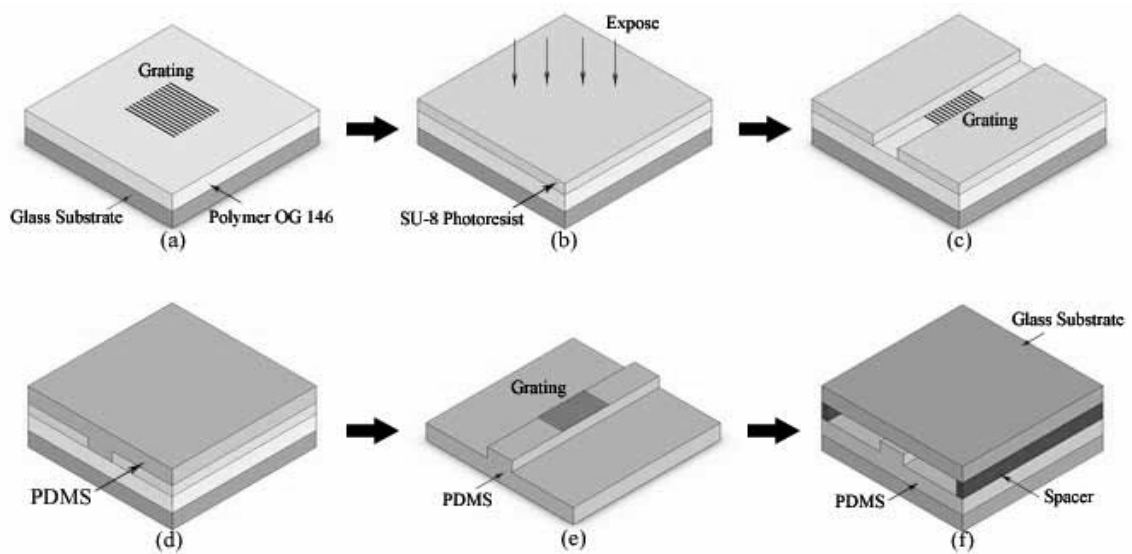 Grating
Glass Substrate
Polymer OG 146
(a)
Expose
SU-8 Photoresist
(b)
Grating
(c)
PDMS
(d)
Grating
PDMS
(e)
Glass Substrate
PDMS
Spacer
(f)